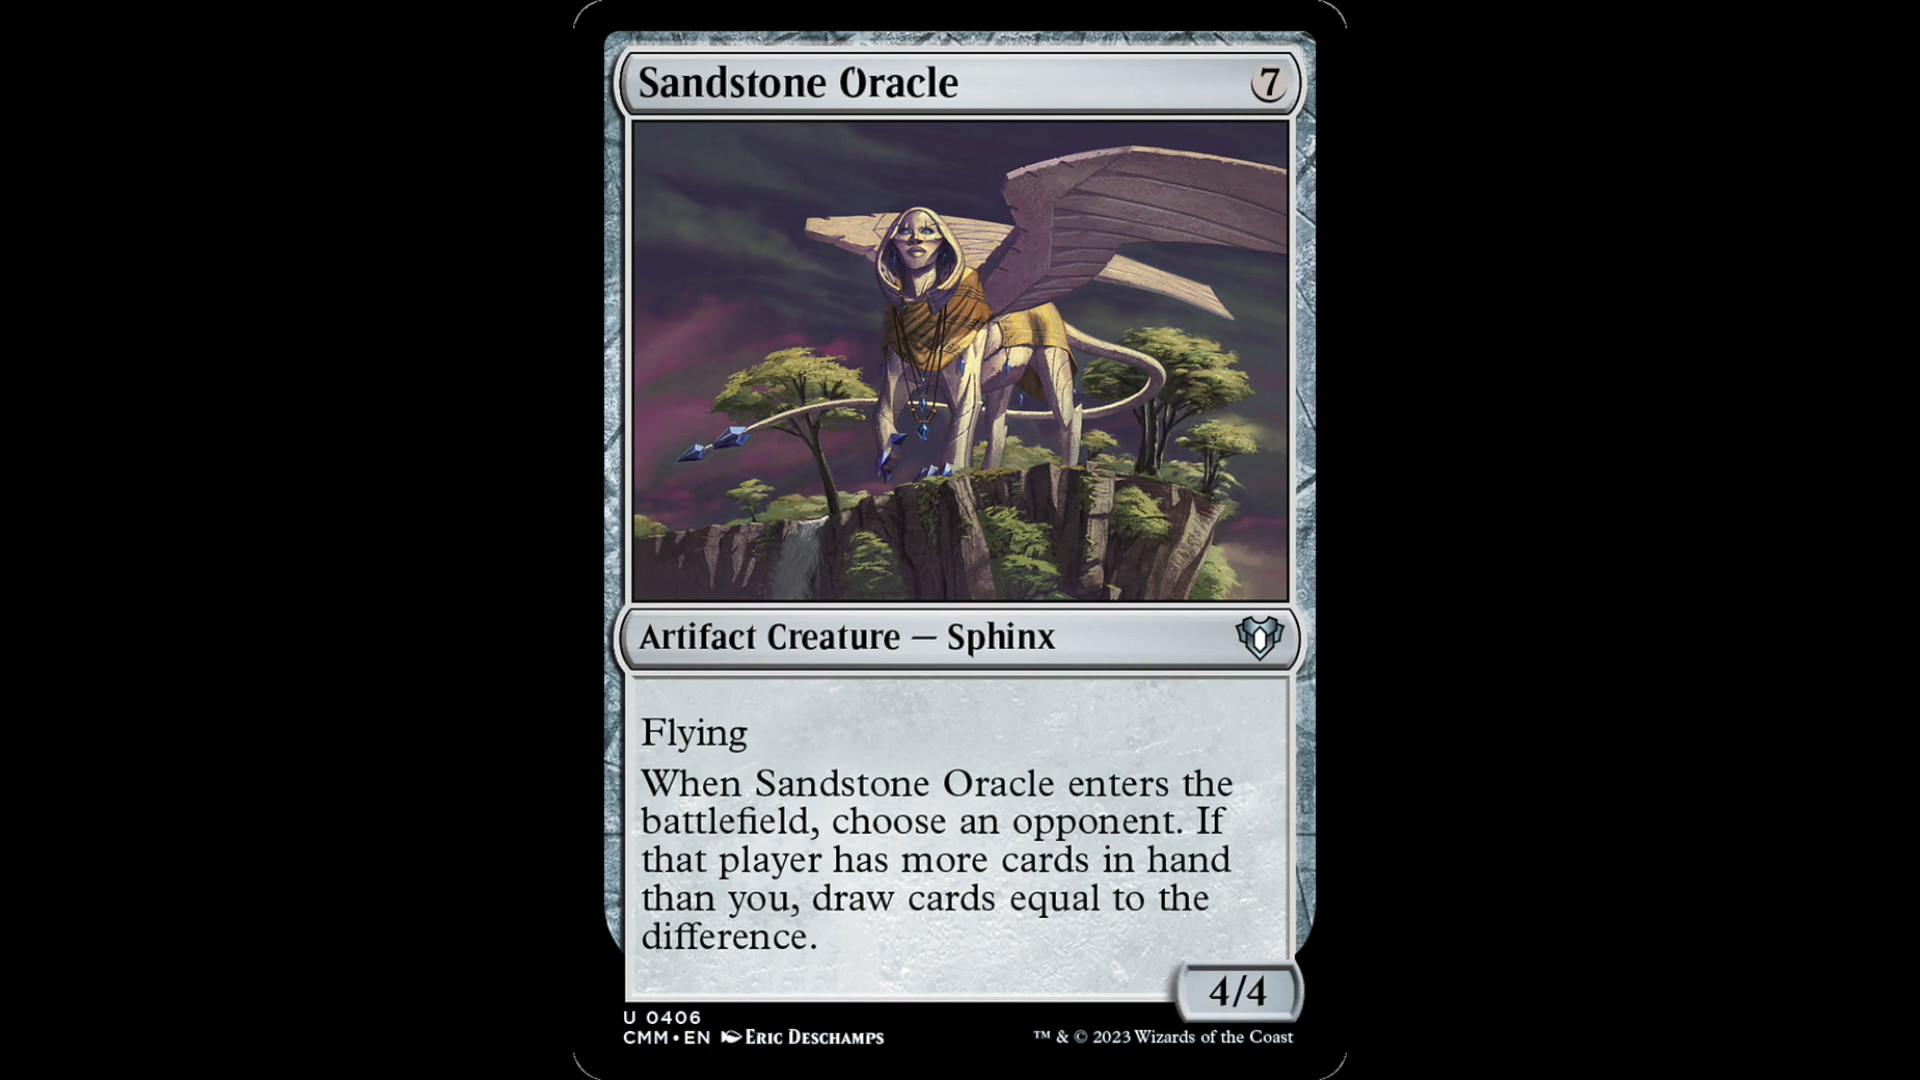 Sandstone Oracle 7
Artifact Creature — Sphinx
Flying
When Sandstone Oracle enters the
battlefield, choose an opponent. If
that player has more cards in hand
than you, draw cards equal to the
difference.
4/4
U 0406
CMM • EN Eric Deschamps ™ & © 2023 Wizards of the Coast